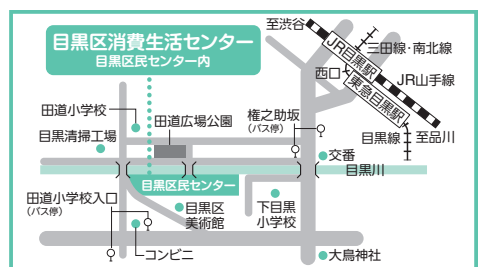 至渋谷
目黒区消費生活センター
目黒区民センター内
JR目黒駅
三田線・南北線
西口
東急目黒駅
JR山手線
田道小学校
田道広場公園
権之助坂
(バス停)
目黒線
至品川
目黒清掃工場
交番
目黒川
目黒区民センター
田道小学校入口
(バス停)
目黒区
美術館
下目黒
小学校
コンビニ
大鳥神社